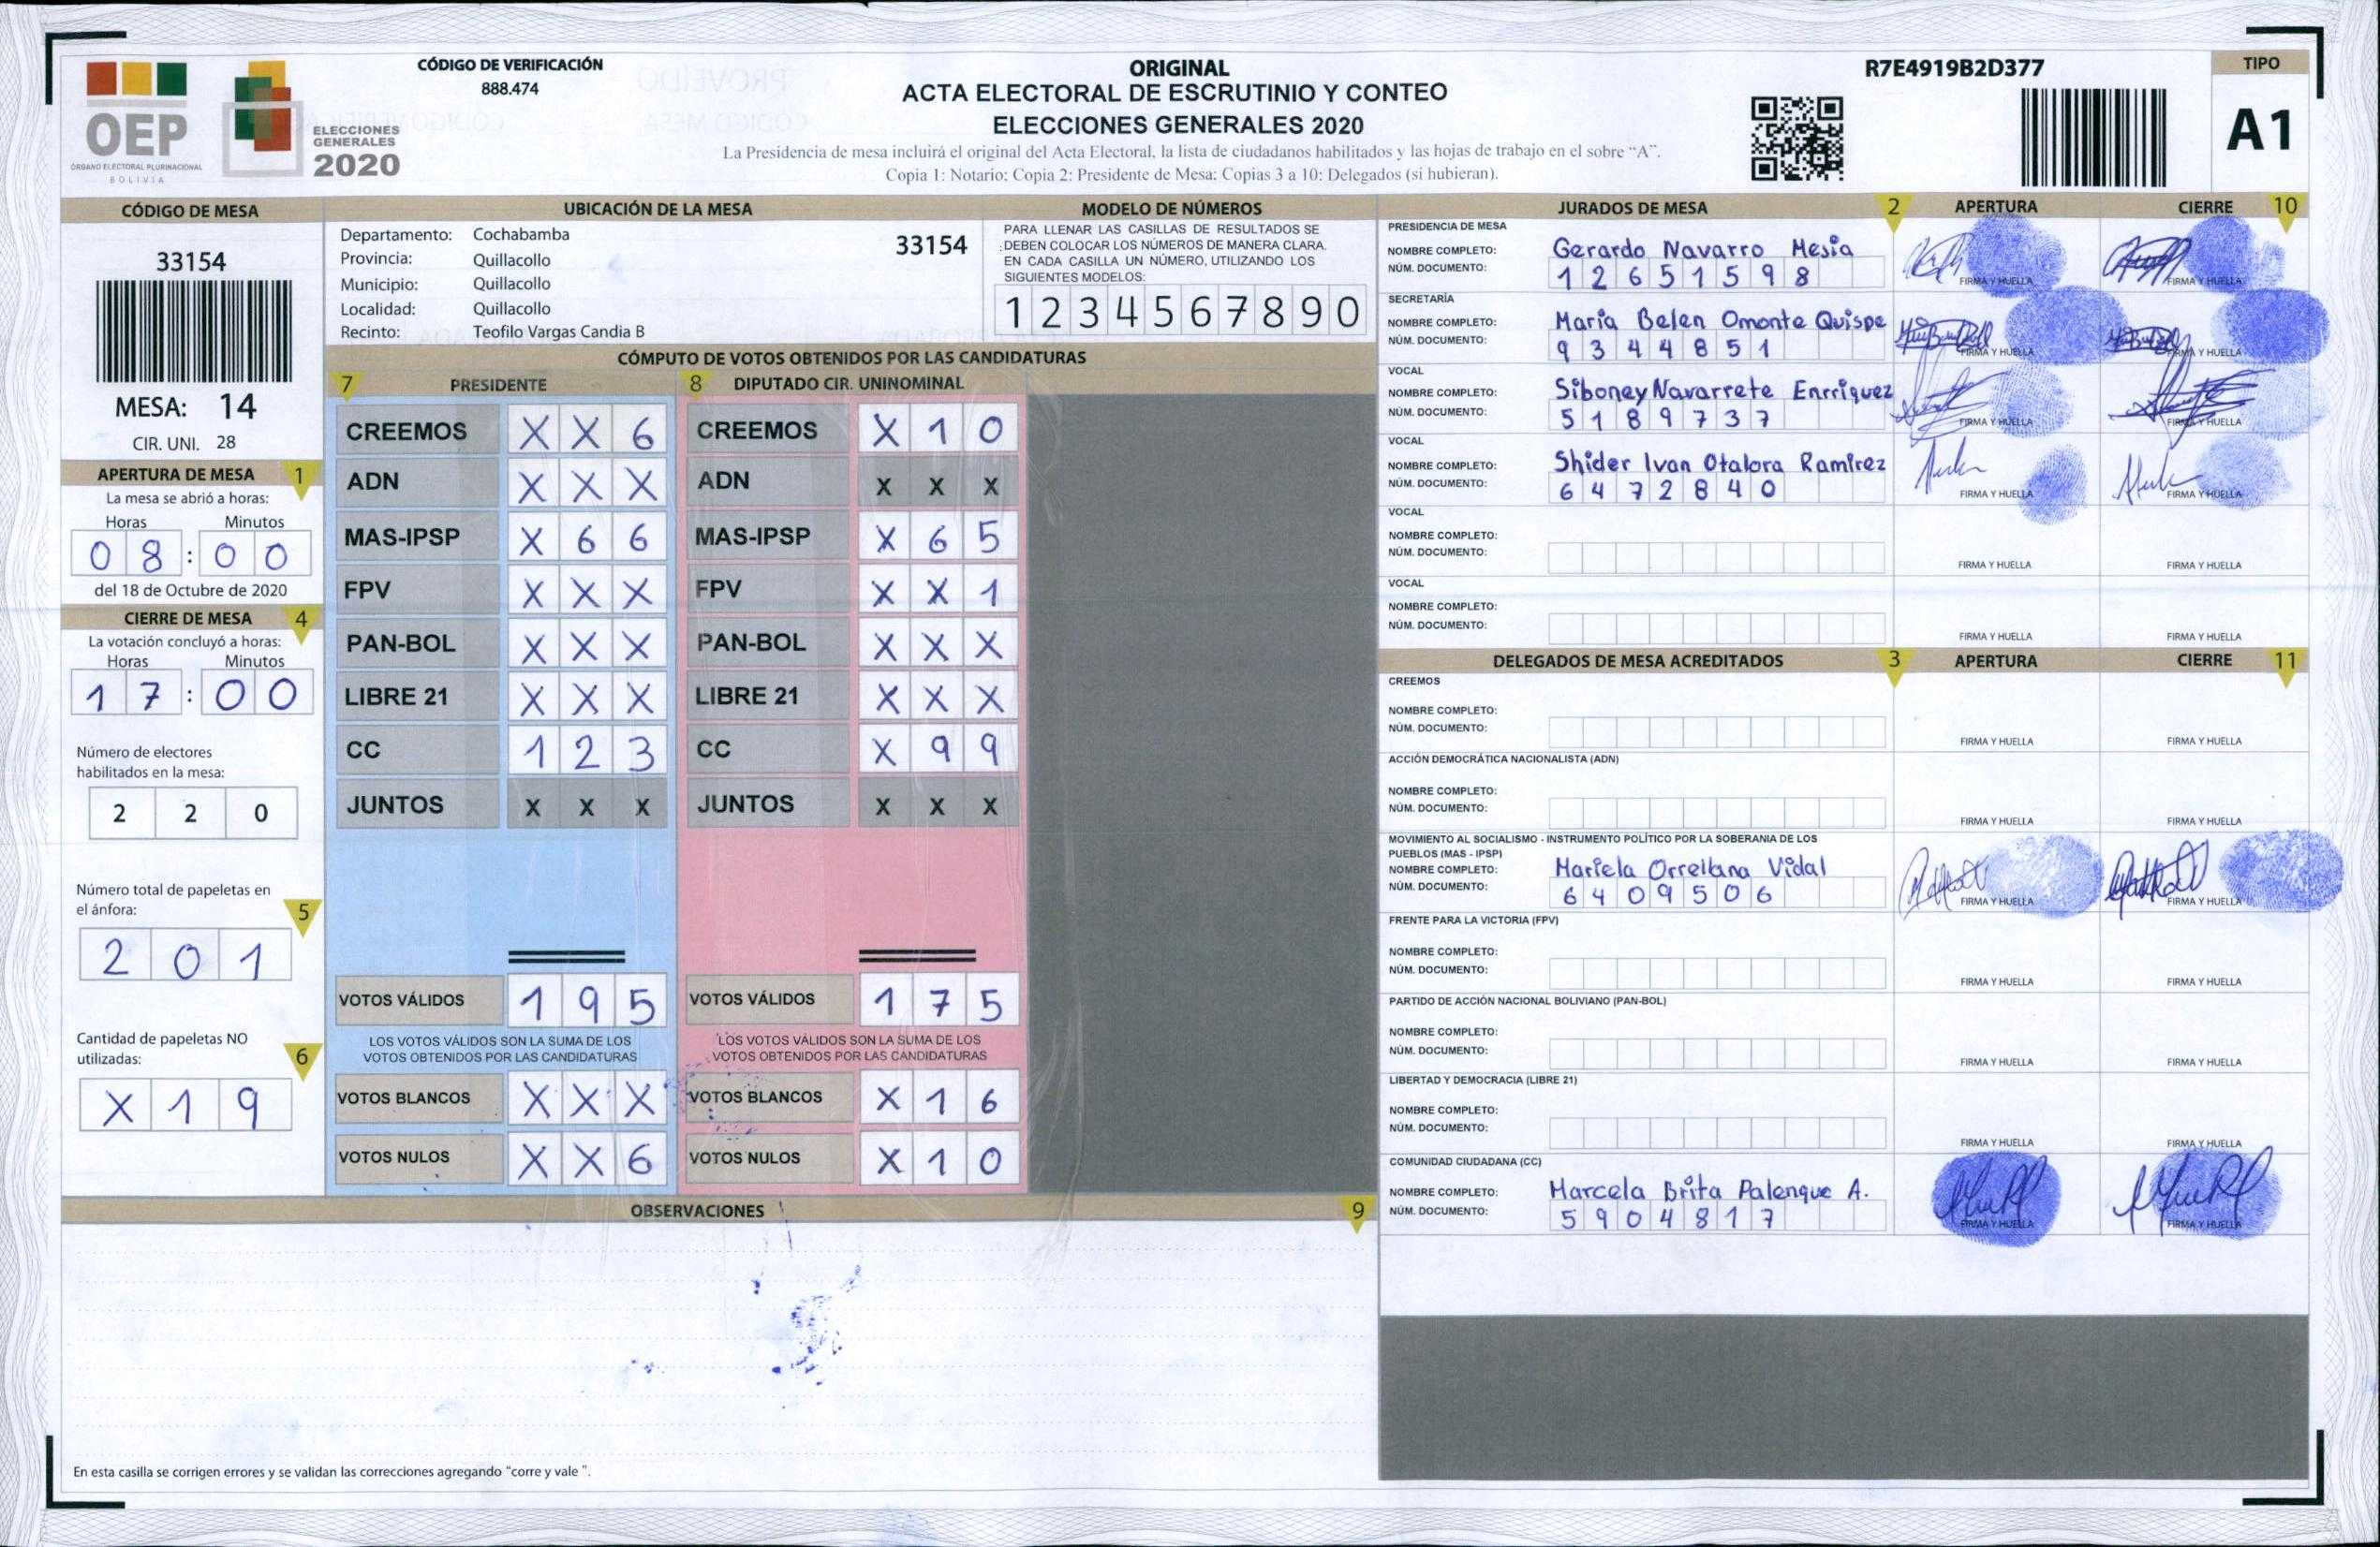 OEP
ÓRGANO ELECTORAL PLURINACIONAL
BOLIVIA
ELECCIONES
GENERALES
2020
CÓDIGO DE VERIFICACIÓN
888.474
ORIGINAL
ACTA ELECTORAL DE ESCRUTINIO Y CONTEO
ELECCIONES GENERALES 2020
La Presidencia de mesa incluirá el original del Acta Electoral, la lista de ciudadanos habilitados y las hojas de trabajo en el sobre “A”.
Copia 1: Notario; Copia 2: Presidente de Mesa; Copias 3 a 10: Delegados (si hubieran).
R7E4919B2D377
TIPO
A1
CÓDIGO DE MESA
33154
MESA: 14
CIR. UNI. 28
APERTURA DE MESA 1
La mesa se abrió a horas:
Horas Minutos
0 8 : 0 0
del 18 de Octubre de 2020
CIERRE DE MESA 4
La votación concluyó a horas:
Horas Minutos
1 7 : 0 0
Número de electores
habilitados en la mesa:
2 2 0
Número total de papeletas en
el ánfora: 5
2 0 1
Cantidad de papeletas NO
utilizadas: 6
X 1 9
UBICACIÓN DE LA MESA
Departamento: Cochabamba 33154
Provincia: Quillacollo
Municipio: Quillacollo
Localidad: Quillacollo
Recinto: Teofilo Vargas Candia B
MODELO DE NÚMEROS
PARA LLENAR LAS CASILLAS DE RESULTADOS SE
DEBEN COLOCAR LOS NÚMEROS DE MANERA CLARA.
EN CADA CASILLA UN NÚMERO, UTILIZANDO LOS
SIGUIENTES MODELOS:
1 2 3 4 5 6 7 8 9 0
CÓMPUTO DE VOTOS OBTENIDOS POR LAS CANDIDATURAS
7 PRESIDENTE 8 DIPUTADO CIR. UNINOMINAL
CREEMOS X X 6 CREEMOS X 1 0
ADN X X X ADN X X X
MAS-IPSP X 6 6 MAS-IPSP X 6 5
FPV X X X FPV X X 1
PAN-BOL X X X PAN-BOL X X X
LIBRE 21 X X X LIBRE 21 X X X
CC 1 2 3 CC X 9 9
JUNTOS X X X JUNTOS X X X
VOTOS VÁLIDOS 1 9 5 VOTOS VÁLIDOS 1 7 5
LOS VOTOS VÁLIDOS SON LA SUMA DE LOS LOS VOTOS VÁLIDOS SON LA SUMA DE LOS
VOTOS OBTENIDOS POR LAS CANDIDATURAS VOTOS OBTENIDOS POR LAS CANDIDATURAS
VOTOS BLANCOS X X X VOTOS BLANCOS X 1 6
VOTOS NULOS X X 6 VOTOS NULOS X 1 0
OBSERVACIONES 9
En esta casilla se corrigen errores y se validan las correcciones agregando “corre y vale ”.
JURADOS DE MESA 2 APERTURA CIERRE 10
PRESIDENCIA DE MESA
NOMBRE COMPLETO: Gerardo Navarro Mesia
NÚM. DOCUMENTO: 1 2 6 5 1 5 9 8
FIRMA Y HUELLA FIRMA Y HUELLA
SECRETARÍA
NOMBRE COMPLETO: Maria Belen Omonte Quispe
NÚM. DOCUMENTO: 9 3 4 4 8 5 1
FIRMA Y HUELLA FIRMA Y HUELLA
VOCAL
NOMBRE COMPLETO: Siboney Navarrete Enrriquez
NÚM. DOCUMENTO: 5 1 8 9 7 3 7
FIRMA Y HUELLA FIRMA Y HUELLA
VOCAL
NOMBRE COMPLETO: Shider Ivan Otalora Ramirez
NÚM. DOCUMENTO: 6 4 7 2 8 4 0
FIRMA Y HUELLA FIRMA Y HUELLA
VOCAL
NOMBRE COMPLETO:
NÚM. DOCUMENTO:
FIRMA Y HUELLA FIRMA Y HUELLA
VOCAL
NOMBRE COMPLETO:
NÚM. DOCUMENTO:
FIRMA Y HUELLA FIRMA Y HUELLA
DELEGADOS DE MESA ACREDITADOS 3 APERTURA CIERRE 11
CREEMOS
NOMBRE COMPLETO:
NÚM. DOCUMENTO:
FIRMA Y HUELLA FIRMA Y HUELLA
ACCIÓN DEMOCRÁTICA NACIONALISTA (ADN)
NOMBRE COMPLETO:
NÚM. DOCUMENTO:
FIRMA Y HUELLA FIRMA Y HUELLA
MOVIMIENTO AL SOCIALISMO - INSTRUMENTO POLÍTICO POR LA SOBERANIA DE LOS
PUEBLOS (MAS - IPSP)
NOMBRE COMPLETO: Mariela Orrellana Vidal
NÚM. DOCUMENTO: 6 4 0 9 5 0 6
FIRMA Y HUELLA FIRMA Y HUELLA
FRENTE PARA LA VICTORIA (FPV)
NOMBRE COMPLETO:
NÚM. DOCUMENTO:
FIRMA Y HUELLA FIRMA Y HUELLA
PARTIDO DE ACCIÓN NACIONAL BOLIVIANO (PAN-BOL)
NOMBRE COMPLETO:
NÚM. DOCUMENTO:
FIRMA Y HUELLA FIRMA Y HUELLA
LIBERTAD Y DEMOCRACIA (LIBRE 21)
NOMBRE COMPLETO:
NÚM. DOCUMENTO:
FIRMA Y HUELLA FIRMA Y HUELLA
COMUNIDAD CIUDADANA (CC)
NOMBRE COMPLETO: Marcela Brita Palenque A.
NÚM. DOCUMENTO: 5 9 0 4 8 1 7
FIRMA Y HUELLA FIRMA Y HUELLA